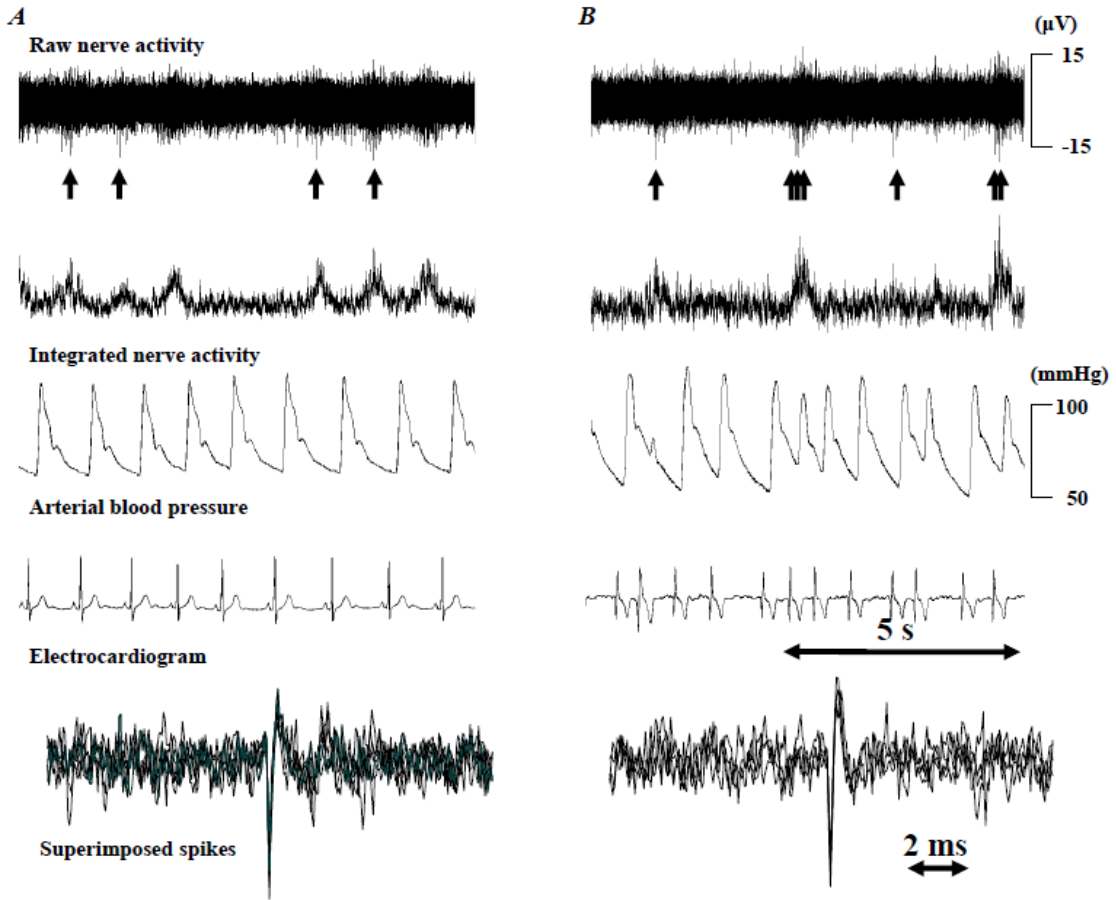 A
B
(μV)
Raw nerve activity
15
-15
Integrated nerve activity
(mmHg)
100
50
Arterial blood pressure
5 s
Electrocardiogram
Superimposed spikes
2 ms